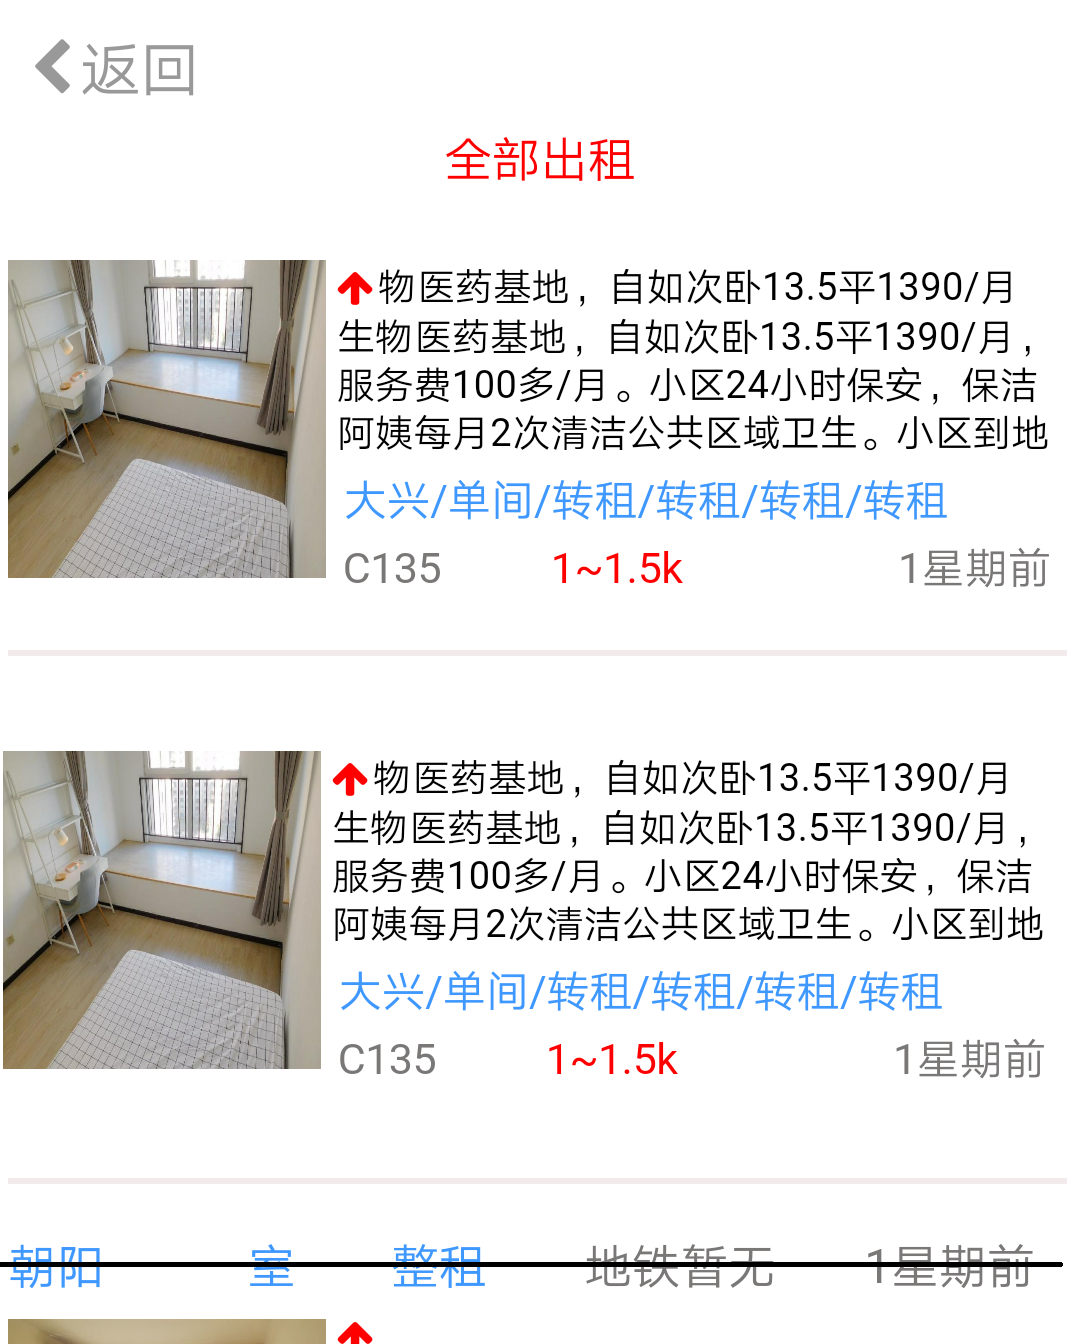 返回
全部出租
物医药基地，自如次卧13.5平1390/月
生物医药基地，自如次卧13.5平1390/月，
服务费100多/月。小区24小时保安，保洁
阿姨每月2次清洁公共区域卫生。小区到地
大兴/单间/转租/转租/转租/转租
C135 1~1.5k 1星期前
物医药基地，自如次卧13.5平1390/月
生物医药基地，自如次卧13.5平1390/月，
服务费100多/月。小区24小时保安，保洁
阿姨每月2次清洁公共区域卫生。小区到地
大兴/单间/转租/转租/转租/转租
C135 1~1.5k 1星期前
朝阳 室 整租 地铁暂无 1星期前